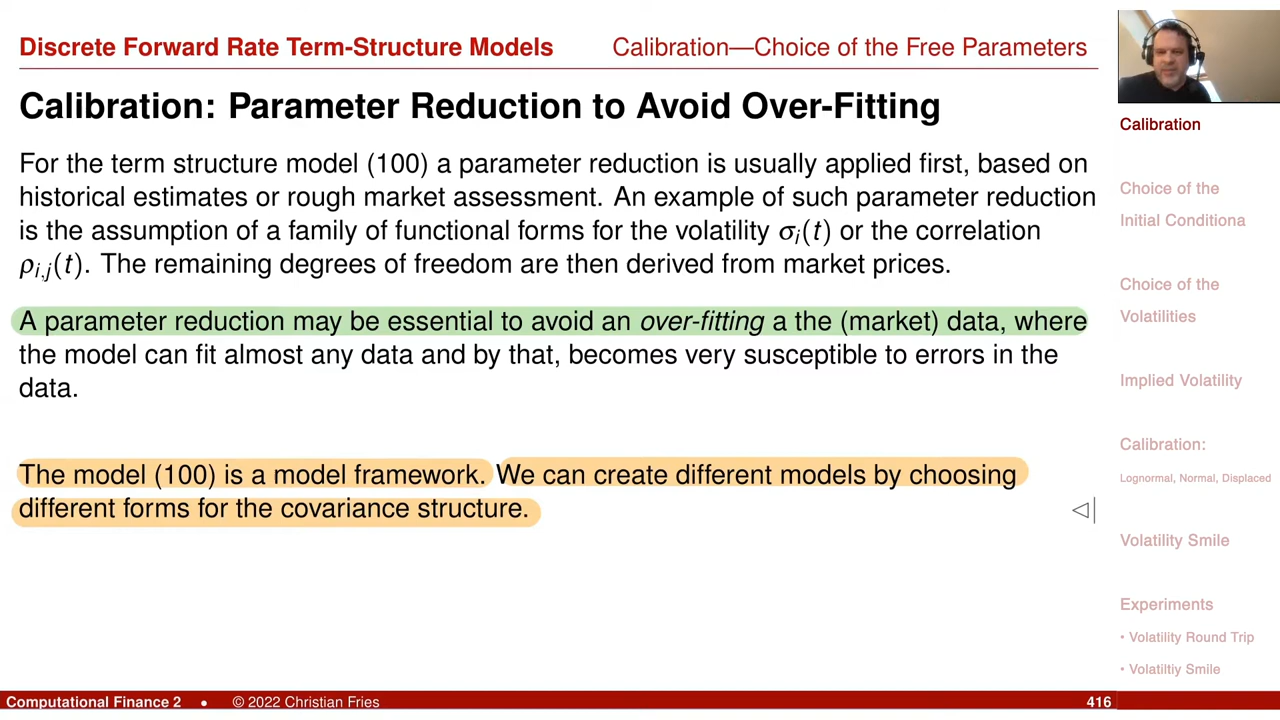 Discrete Forward Rate Term-Structure Models
Calibration—Choice of the Free Parameters
Calibration: Parameter Reduction to Avoid Over-Fitting
For the term structure model (100) a parameter reduction is usually applied first, based on
historical estimates or rough market assessment. An example of such parameter reduction
is the assumption of a family of functional forms for the volatility σᵢ(t) or the correlation
ρᵢ,ⱼ(t). The remaining degrees of freedom are then derived from market prices.
A parameter reduction may be essential to avoid an over-fitting a the (market) data, where
the model can fit almost any data and by that, becomes very susceptible to errors in the
data.
The model (100) is a model framework. We can create different models by choosing
different forms for the covariance structure.
Calibration
Choice of the
Initial Conditiona
Choice of the
Volatilities
Implied Volatility
Calibration:
Lognormal, Normal, Displaced
Volatility Smile
Experiments
• Volatility Round Trip
• Volatiltiy Smile
Computational Finance 2 • © 2022 Christian Fries 416